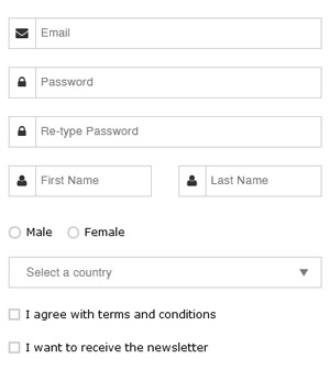 Email
Password
Re-type Password
First Name Last Name
Male Female
Select a country
I agree with terms and conditions
I want to receive the newsletter